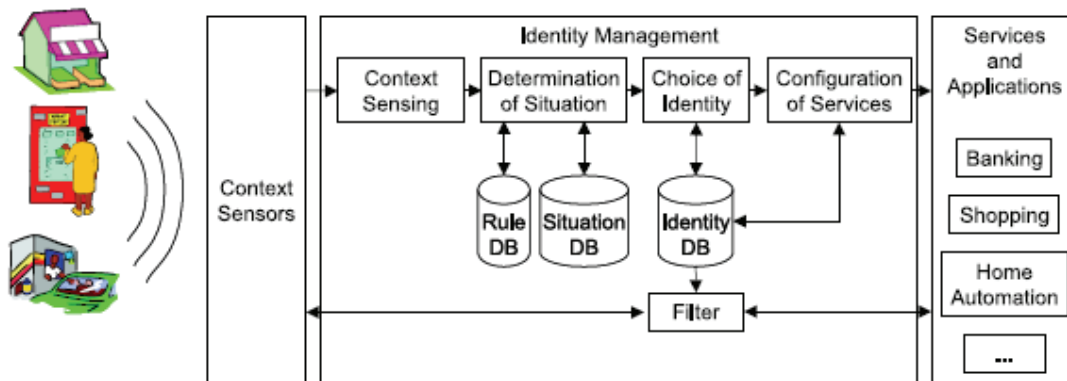 Identity Management
Context
Sensing
Determination
of Situation
Choice of
Identity
Configuration
of Services
Services
and
Applications
Context
Sensors
Rule
DB
Situation
DB
Identity
DB
Filter
Banking
Shopping
Home
Automation
...